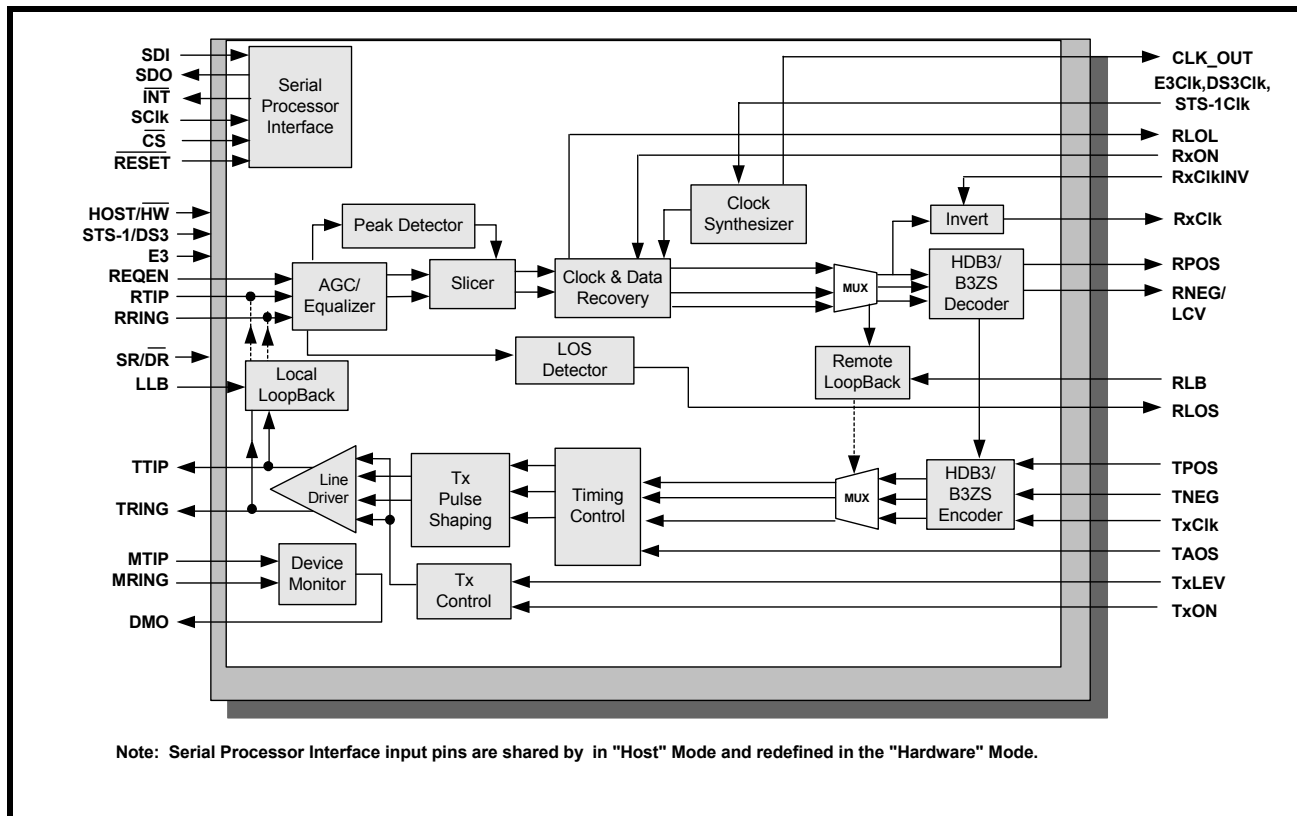 SDI
SDO
INT
SClk
CS
RESET
HOST/HW
STS-1/DS3
E3
REQEN
RTIP
RRING
SR/DR
LLB
TTIP
TRING
MTIP
MRING
DMO
Serial
Processor
Interface
Peak Detector
AGC/
Equalizer
Slicer
Clock & Data
Recovery
Clock
Synthesizer
MUX
Invert
HDB3/
B3ZS
Decoder
LOS
Detector
Remote
LoopBack
Local
LoopBack
Line
Driver
Tx
Pulse
Shaping
Timing
Control
MUX
HDB3/
B3ZS
Encoder
Device
Monitor
Tx
Control
CLK_OUT
E3Clk,DS3Clk,
STS-1Clk
RLOL
RxON
RxClkINV
RxClk
RPOS
RNEG/
LCV
RLB
RLOS
TPOS
TNEG
TxClk
TAOS
TxLEV
TxON
Note: Serial Processor Interface input pins are shared by in "Host" Mode and redefined in the "Hardware" Mode.